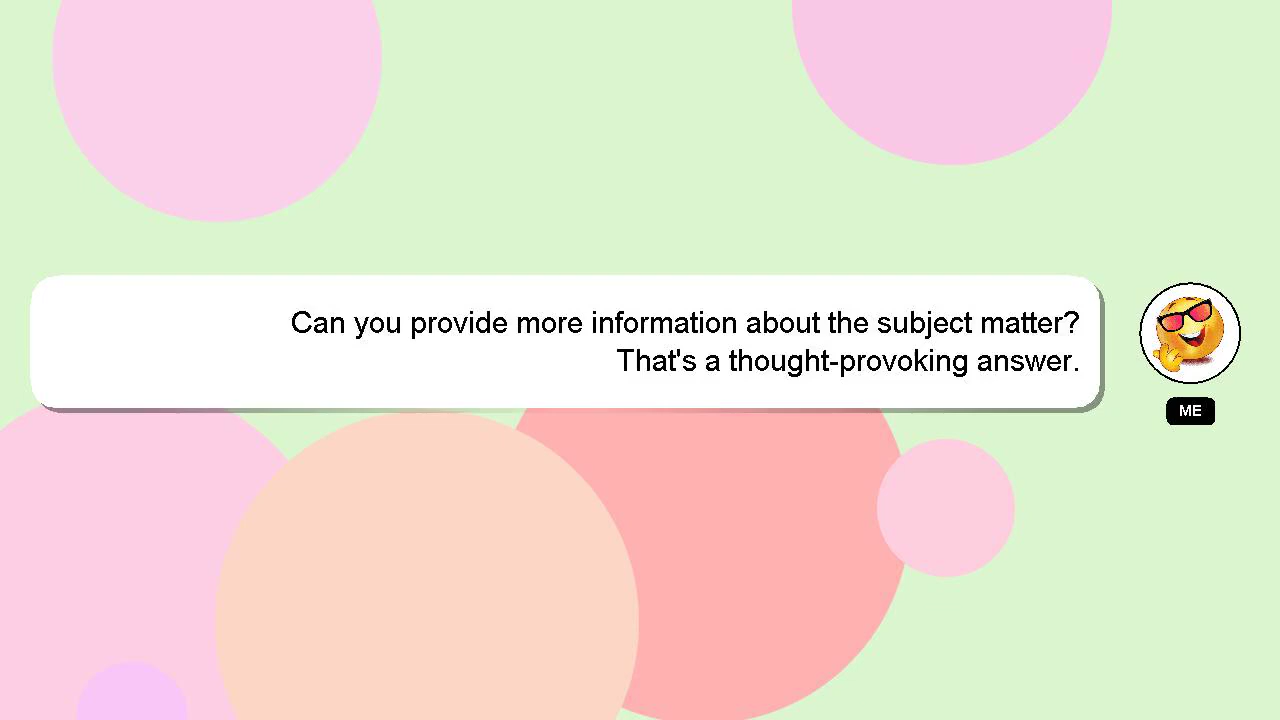 Can you provide more information about the subject matter?
That's a thought-provoking answer.
ME